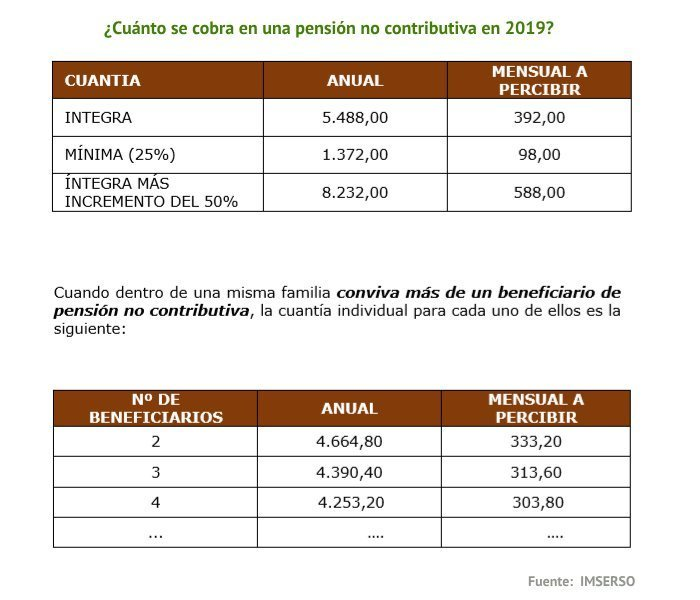 ¿Cuánto se cobra en una pensión no contributiva en 2019?
CUANTIA ANUAL MENSUAL A PERCIBIR
INTEGRA 5.488,00 392,00
MÍNIMA (25%) 1.372,00 98,00
ÍNTEGRA MÁS INCREMENTO DEL 50% 8.232,00 588,00
Cuando dentro de una misma familia conviva más de un beneficiario de
pensión no contributiva, la cuantía individual para cada uno de ellos es la
siguiente:
Nº DE BENEFICIARIOS ANUAL MENSUAL A PERCIBIR
2 4.664,80 333,20
3 4.390,40 313,60
4 4.253,20 303,80
... .... ....
Fuente: IMSERSO